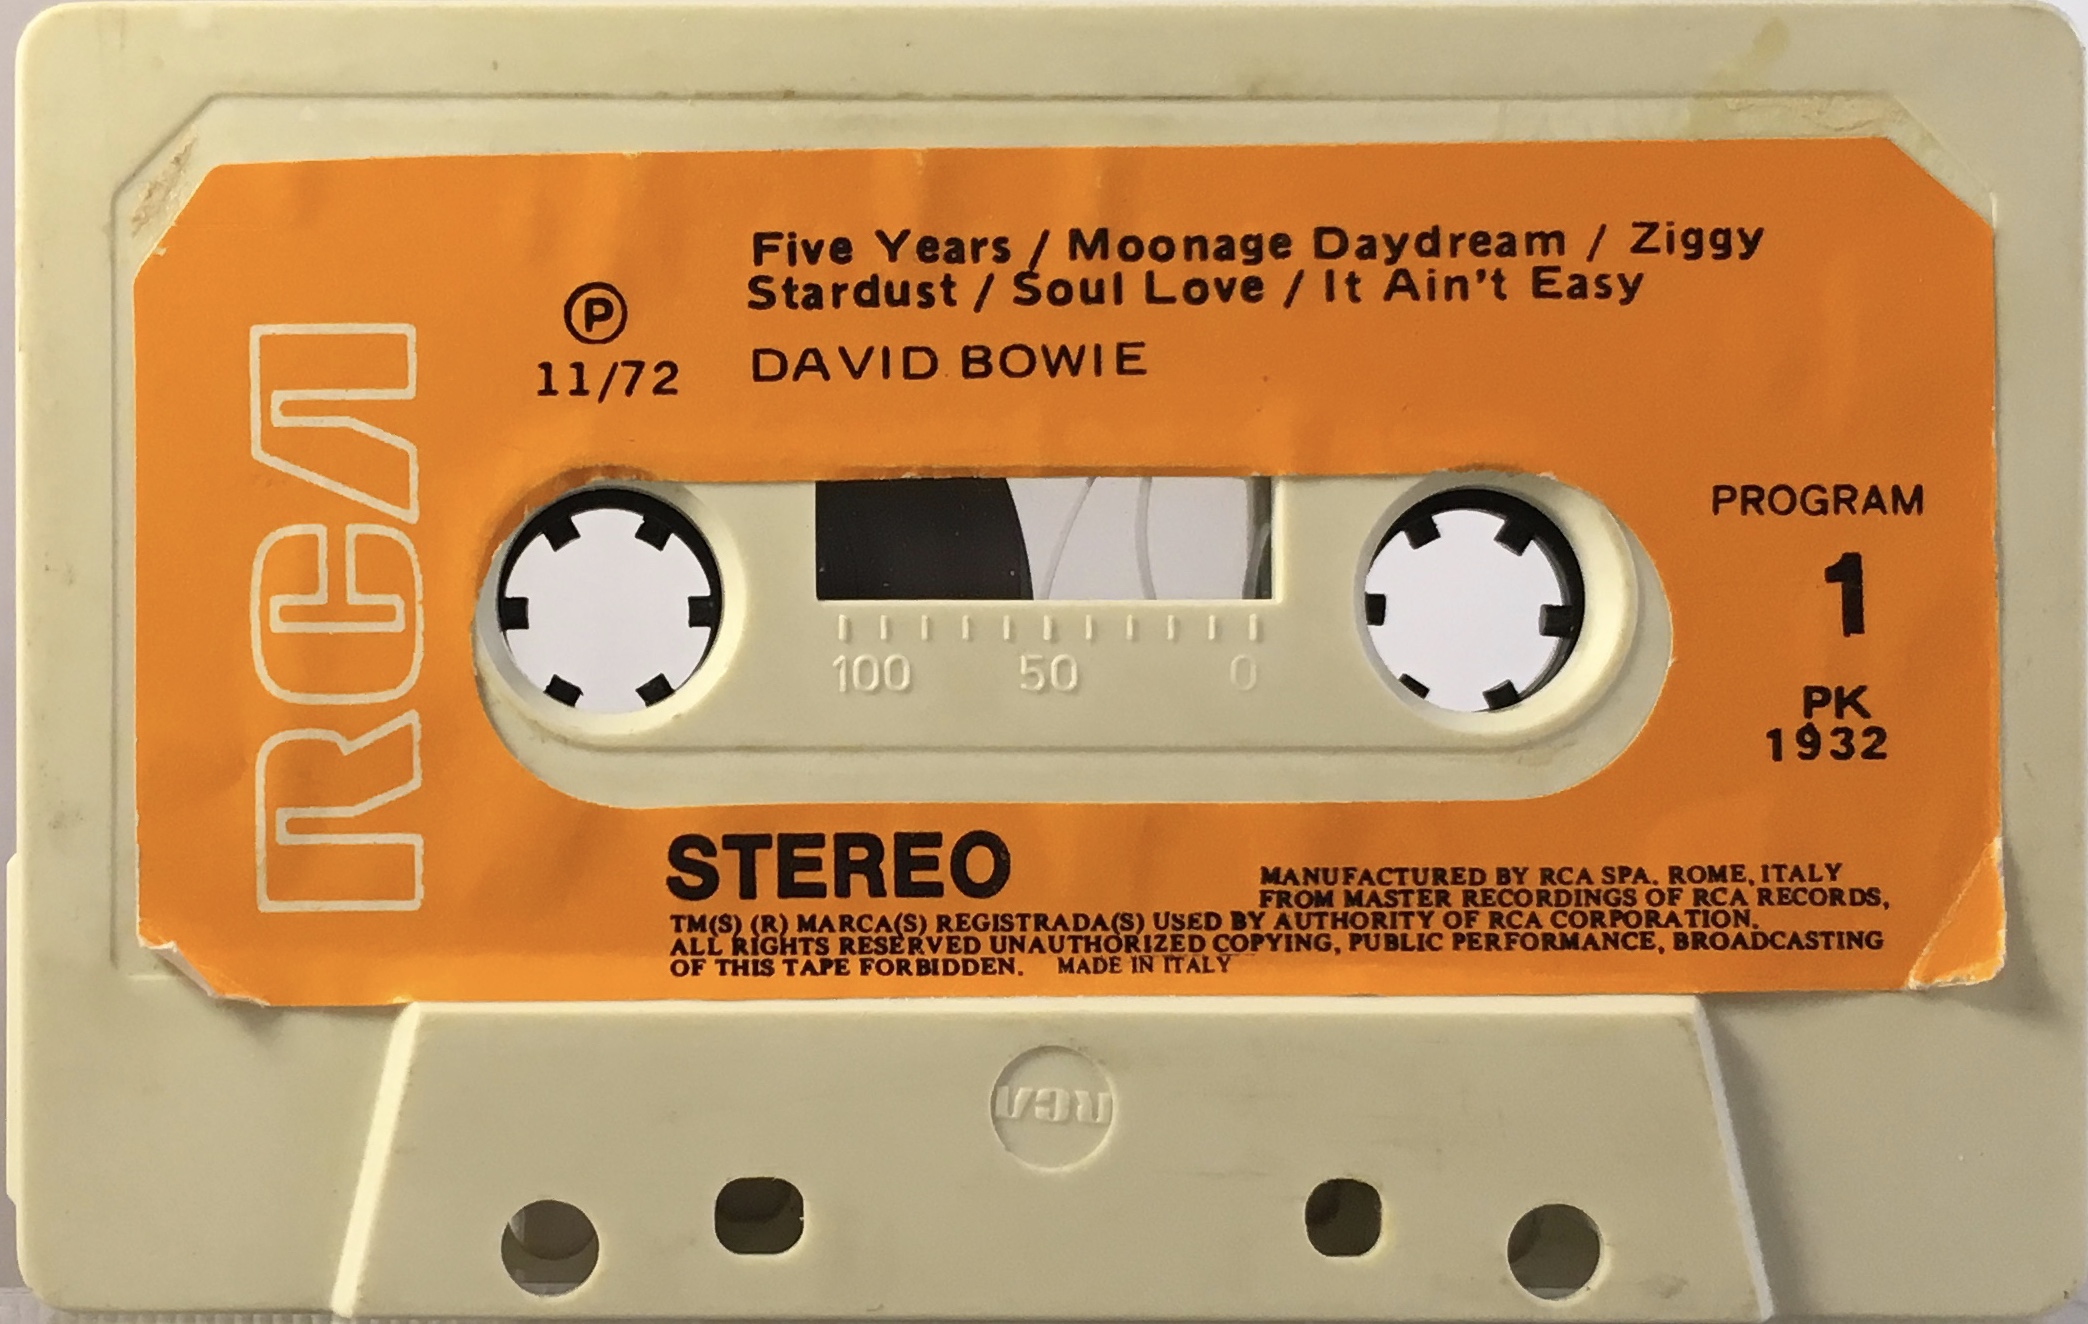 RCA
Five Years / Moonage Daydream / Ziggy
Stardust / Soul Love / It Ain't Easy
Ⓟ
11/72
DAVID BOWIE
PROGRAM
1
PK
1932
100 50 0
STEREO
MANUFACTURED BY RCA SPA. ROME, ITALY
FROM MASTER RECORDINGS OF RCA RECORDS,
TM(S) (R) MARCA(S) REGISTRADA(S) USED BY AUTHORITY OF RCA CORPORATION.
ALL RIGHTS RESERVED UNAUTHORIZED COPYING, PUBLIC PERFORMANCE, BROADCASTING
OF THIS TAPE FORBIDDEN. MADE IN ITALY
RCA